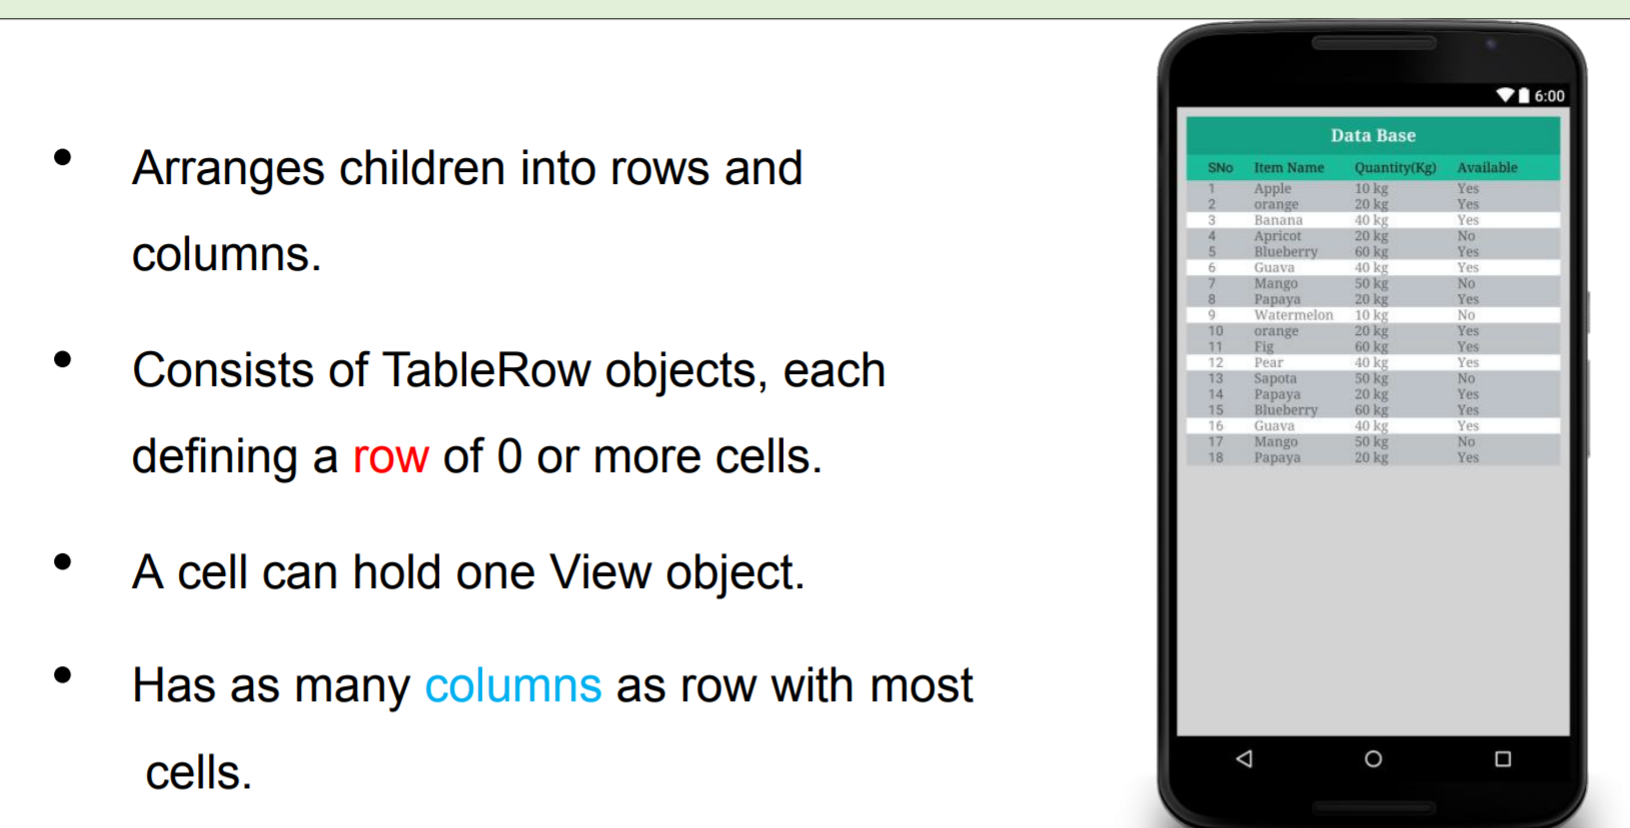 • Arranges children into rows and
columns.
• Consists of TableRow objects, each
defining a row of 0 or more cells.
• A cell can hold one View object.
• Has as many columns as row with most
cells.
6:00
Data Base
SNo Item Name Quantity(Kg) Available
1 Apple 10 kg Yes
2 orange 20 kg Yes
3 Banana 40 kg Yes
4 Apricot 20 kg No
5 Blueberry 60 kg Yes
6 Guava 40 kg Yes
7 Mango 50 kg No
8 Papaya 20 kg Yes
9 Watermelon 10 kg No
10 orange 20 kg Yes
11 Fig 60 kg Yes
12 Pear 40 kg Yes
13 Sapota 50 kg No
14 Papaya 20 kg Yes
15 Blueberry 60 kg Yes
16 Guava 40 kg Yes
17 Mango 50 kg No
18 Papaya 20 kg Yes